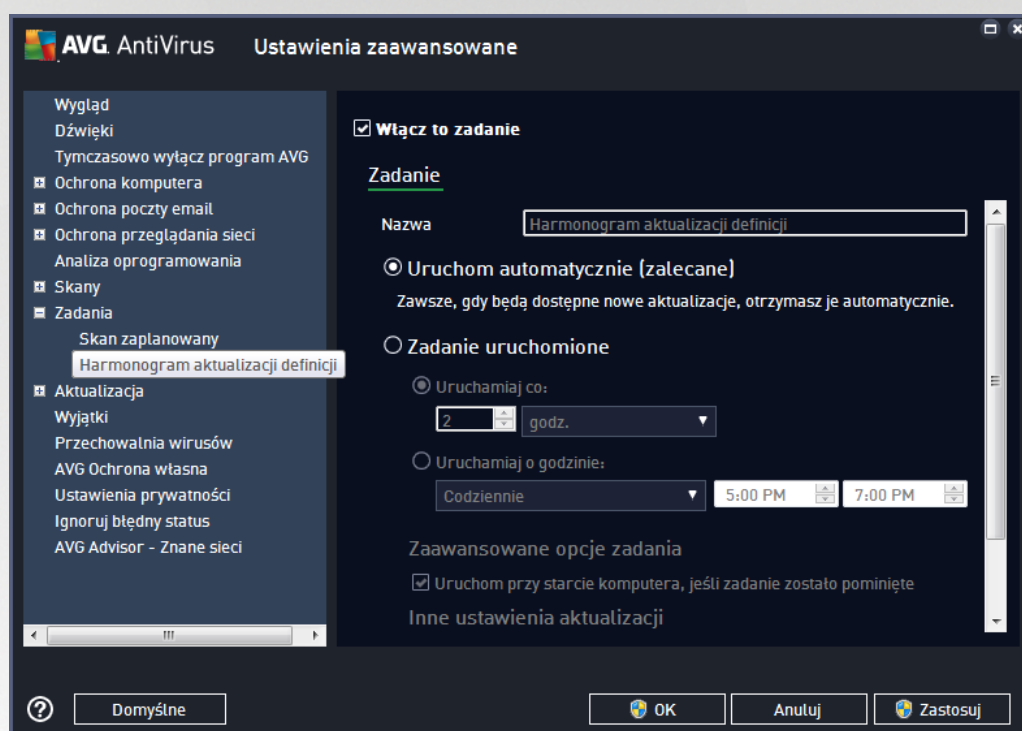 AVG. AntiVirus Ustawienia zaawansowane
Wygląd
Dźwięki
Tymczasowo wyłącz program AVG
Ochrona komputera
Ochrona poczty email
Ochrona przeglądania sieci
Analiza oprogramowania
Skany
Zadania
Skan zaplanowany
Harmonogram aktualizacji definicji
Aktualizacja
Wyjątki
Przechowalnia wirusów
AVG Ochrona własna
Ustawienia prywatności
Ignoruj błędny status
AVG Advisor - Znane sieci
Włącz to zadanie
Zadanie
Nazwa Harmonogram aktualizacji definicji
Uruchom automatycznie (zalecane)
Zawsze, gdy będą dostępne nowe aktualizacje, otrzymasz je automatycznie.
Zadanie uruchomione
Uruchamiaj co:
2 godz.
Uruchamiaj o godzinie:
Codziennie 5:00 PM 7:00 PM
Zaawansowane opcje zadania
Uruchom przy starcie komputera, jeśli zadanie zostało pominięte
Inne ustawienia aktualizacji
Domyślne OK Anuluj Zastosuj